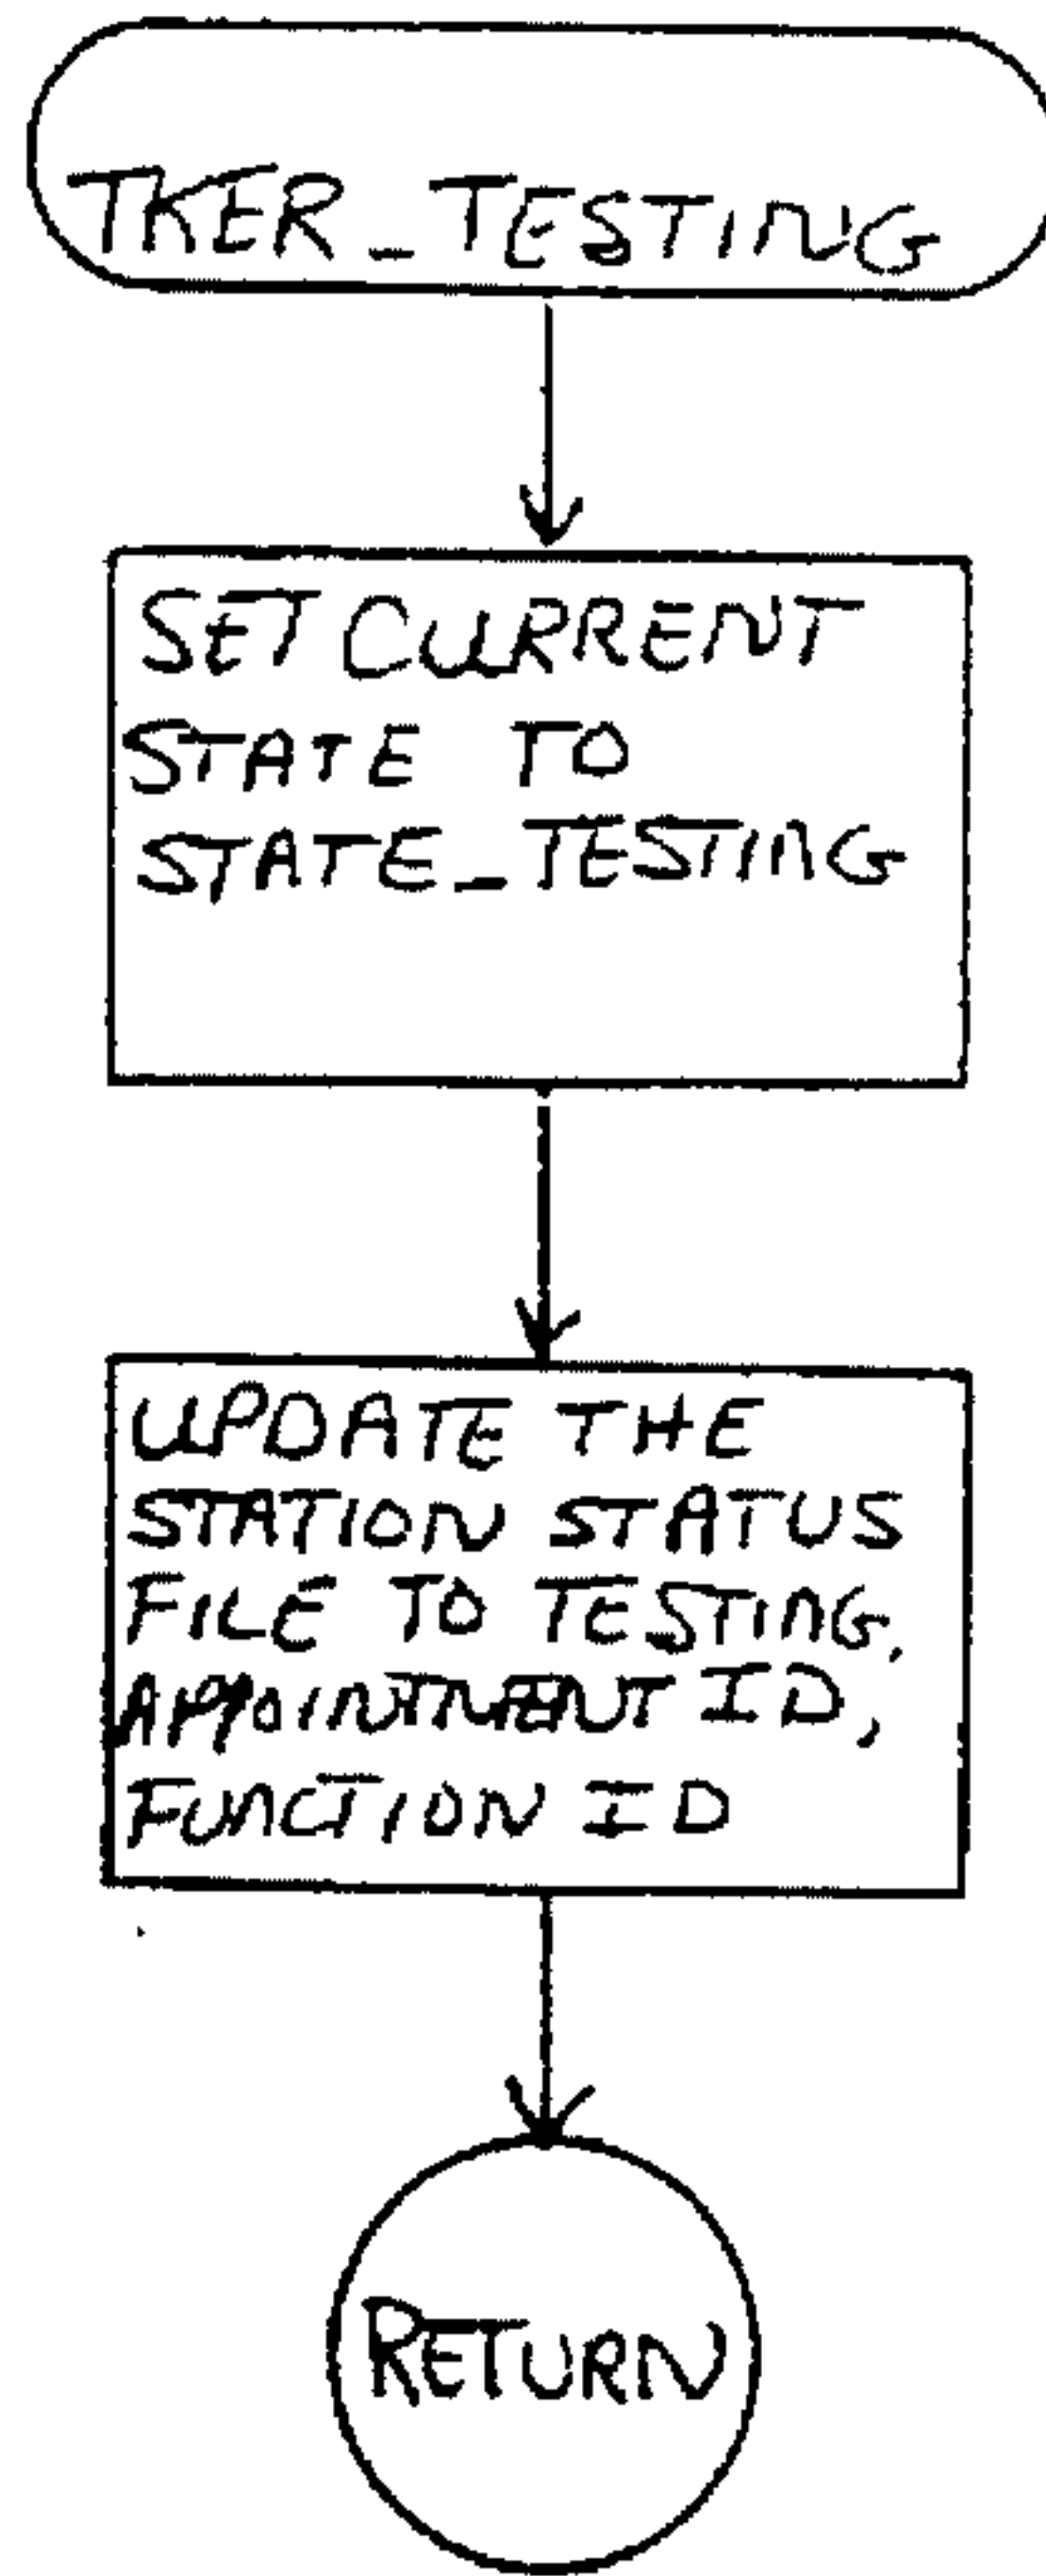 TKER_TESTING
SET CURRENT
STATE TO
STATE_TESTING
UPDATE THE
STATION STATUS
FILE TO TESTING,
APPOINTMENT ID,
FUNCTION ID
RETURN